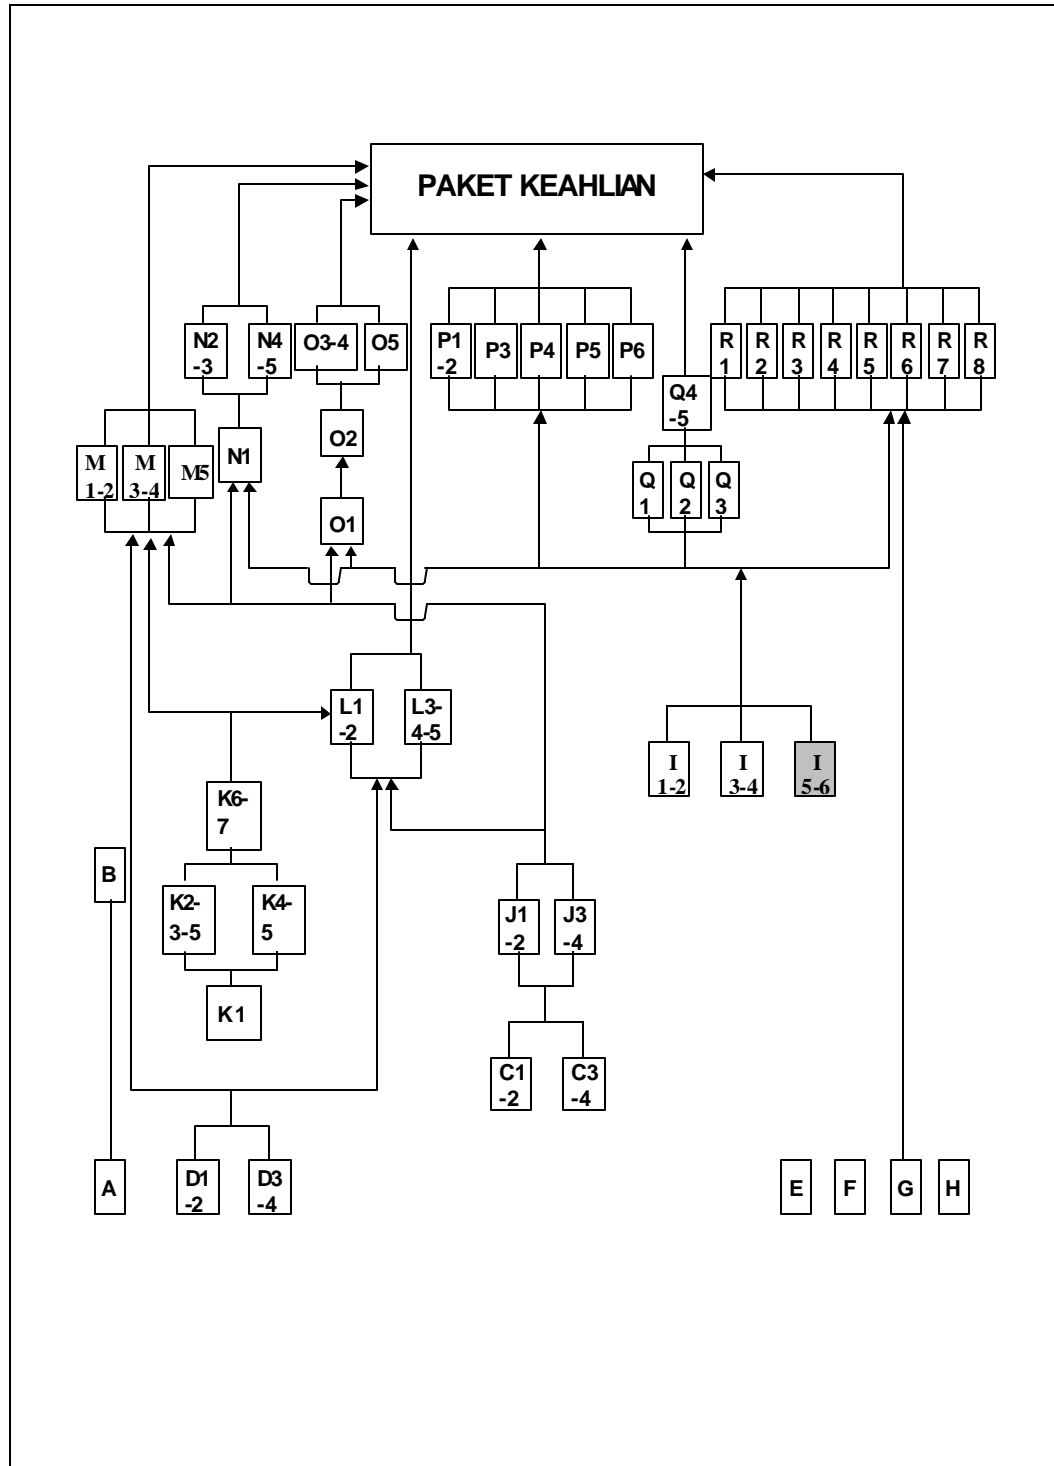 PAKET KEAHLIAN
N2
-3
N4
-5
O3-4
O5
P1
-2
P3
P4
P5
P6
R
1
R
2
R
3
R
4
R
5
R
6
R
7
R
8
Q4
-5
M
1-2
M
3-4
M5
N1
O2
Q
1
Q
2
Q
3
O1
L1
-2
L3-
4-5
I
1-2
I
3-4
I
5-6
K6-
7
B
K2-
3-5
K4-
5
J1
-2
J3
-4
K1
C1
-2
C3
-4
A
D1
-2
D3
-4
E
F
G
H